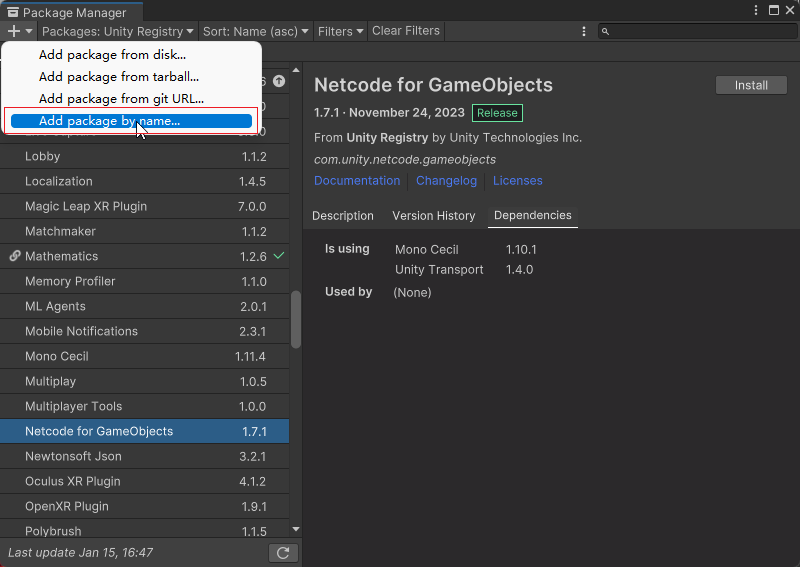 Package Manager
Packages: Unity Registry
Sort: Name (asc)
Filters
Clear Filters
Add package from disk...
Add package from tarball...
Add package from git URL...
Add package by name...
Lobby 1.1.2
Localization 1.4.5
Magic Leap XR Plugin 7.0.0
Matchmaker 1.1.2
Mathematics 1.2.6
Memory Profiler 1.1.0
ML Agents 2.0.1
Mobile Notifications 2.3.1
Mono Cecil 1.11.4
Multiplay 1.0.5
Multiplayer Tools 1.0.0
Netcode for GameObjects 1.7.1
Newtonsoft Json 3.2.1
Oculus XR Plugin 4.1.2
OpenXR Plugin 1.9.1
Polybrush 1.1.5
Last update Jan 15, 16:47
Netcode for GameObjects
Install
1.7.1 · November 24, 2023 Release
From Unity Registry by Unity Technologies Inc.
com.unity.netcode.gameobjects
Documentation Changelog Licenses
Description Version History Dependencies
Is using Mono Cecil 1.10.1
Unity Transport 1.4.0
Used by (None)